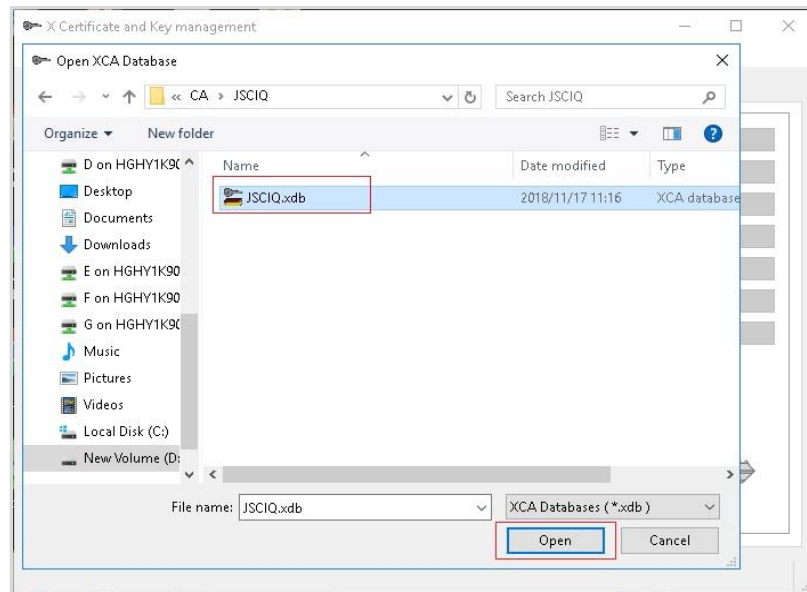 X Certificate and Key management
Open XCA Database
« CA › JSCIQ
Search JSCIQ
Organize
New folder
Name
Date modified
Type
D on HGHY1K90
JSCIQ.xdb
2018/11/17 11:16
XCA database
Desktop
Documents
Downloads
E on HGHY1K90
F on HGHY1K90
G on HGHY1K90
Music
Pictures
Videos
Local Disk (C:)
New Volume (D:
File name:
JSCIQ.xdb
XCA Databases ( *.xdb )
Open
Cancel